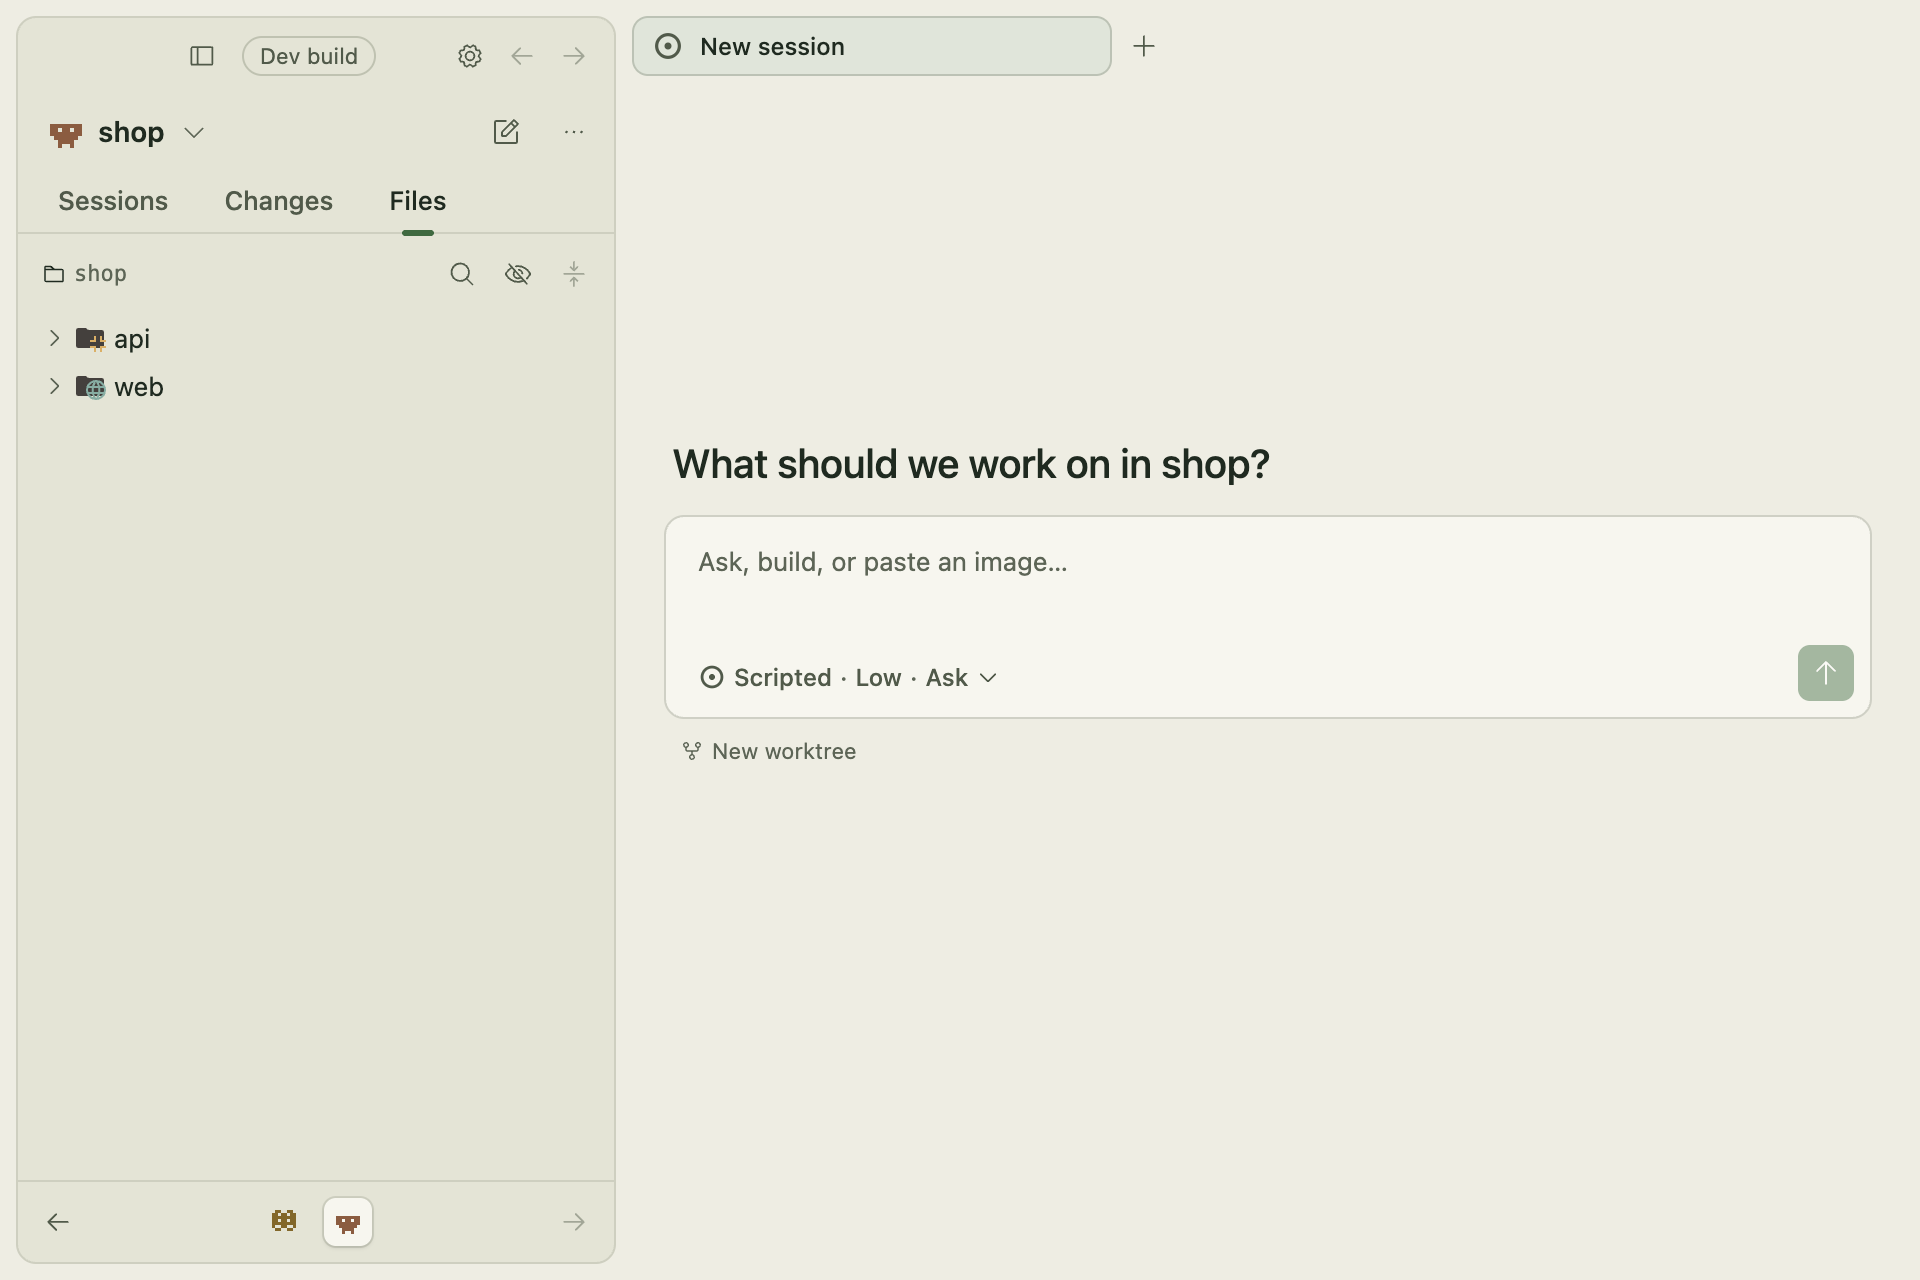 Dev build
New session
shop
Sessions Changes Files
shop
api
web
What should we work on in shop?
Ask, build, or paste an image...
Scripted · Low · Ask
New worktree